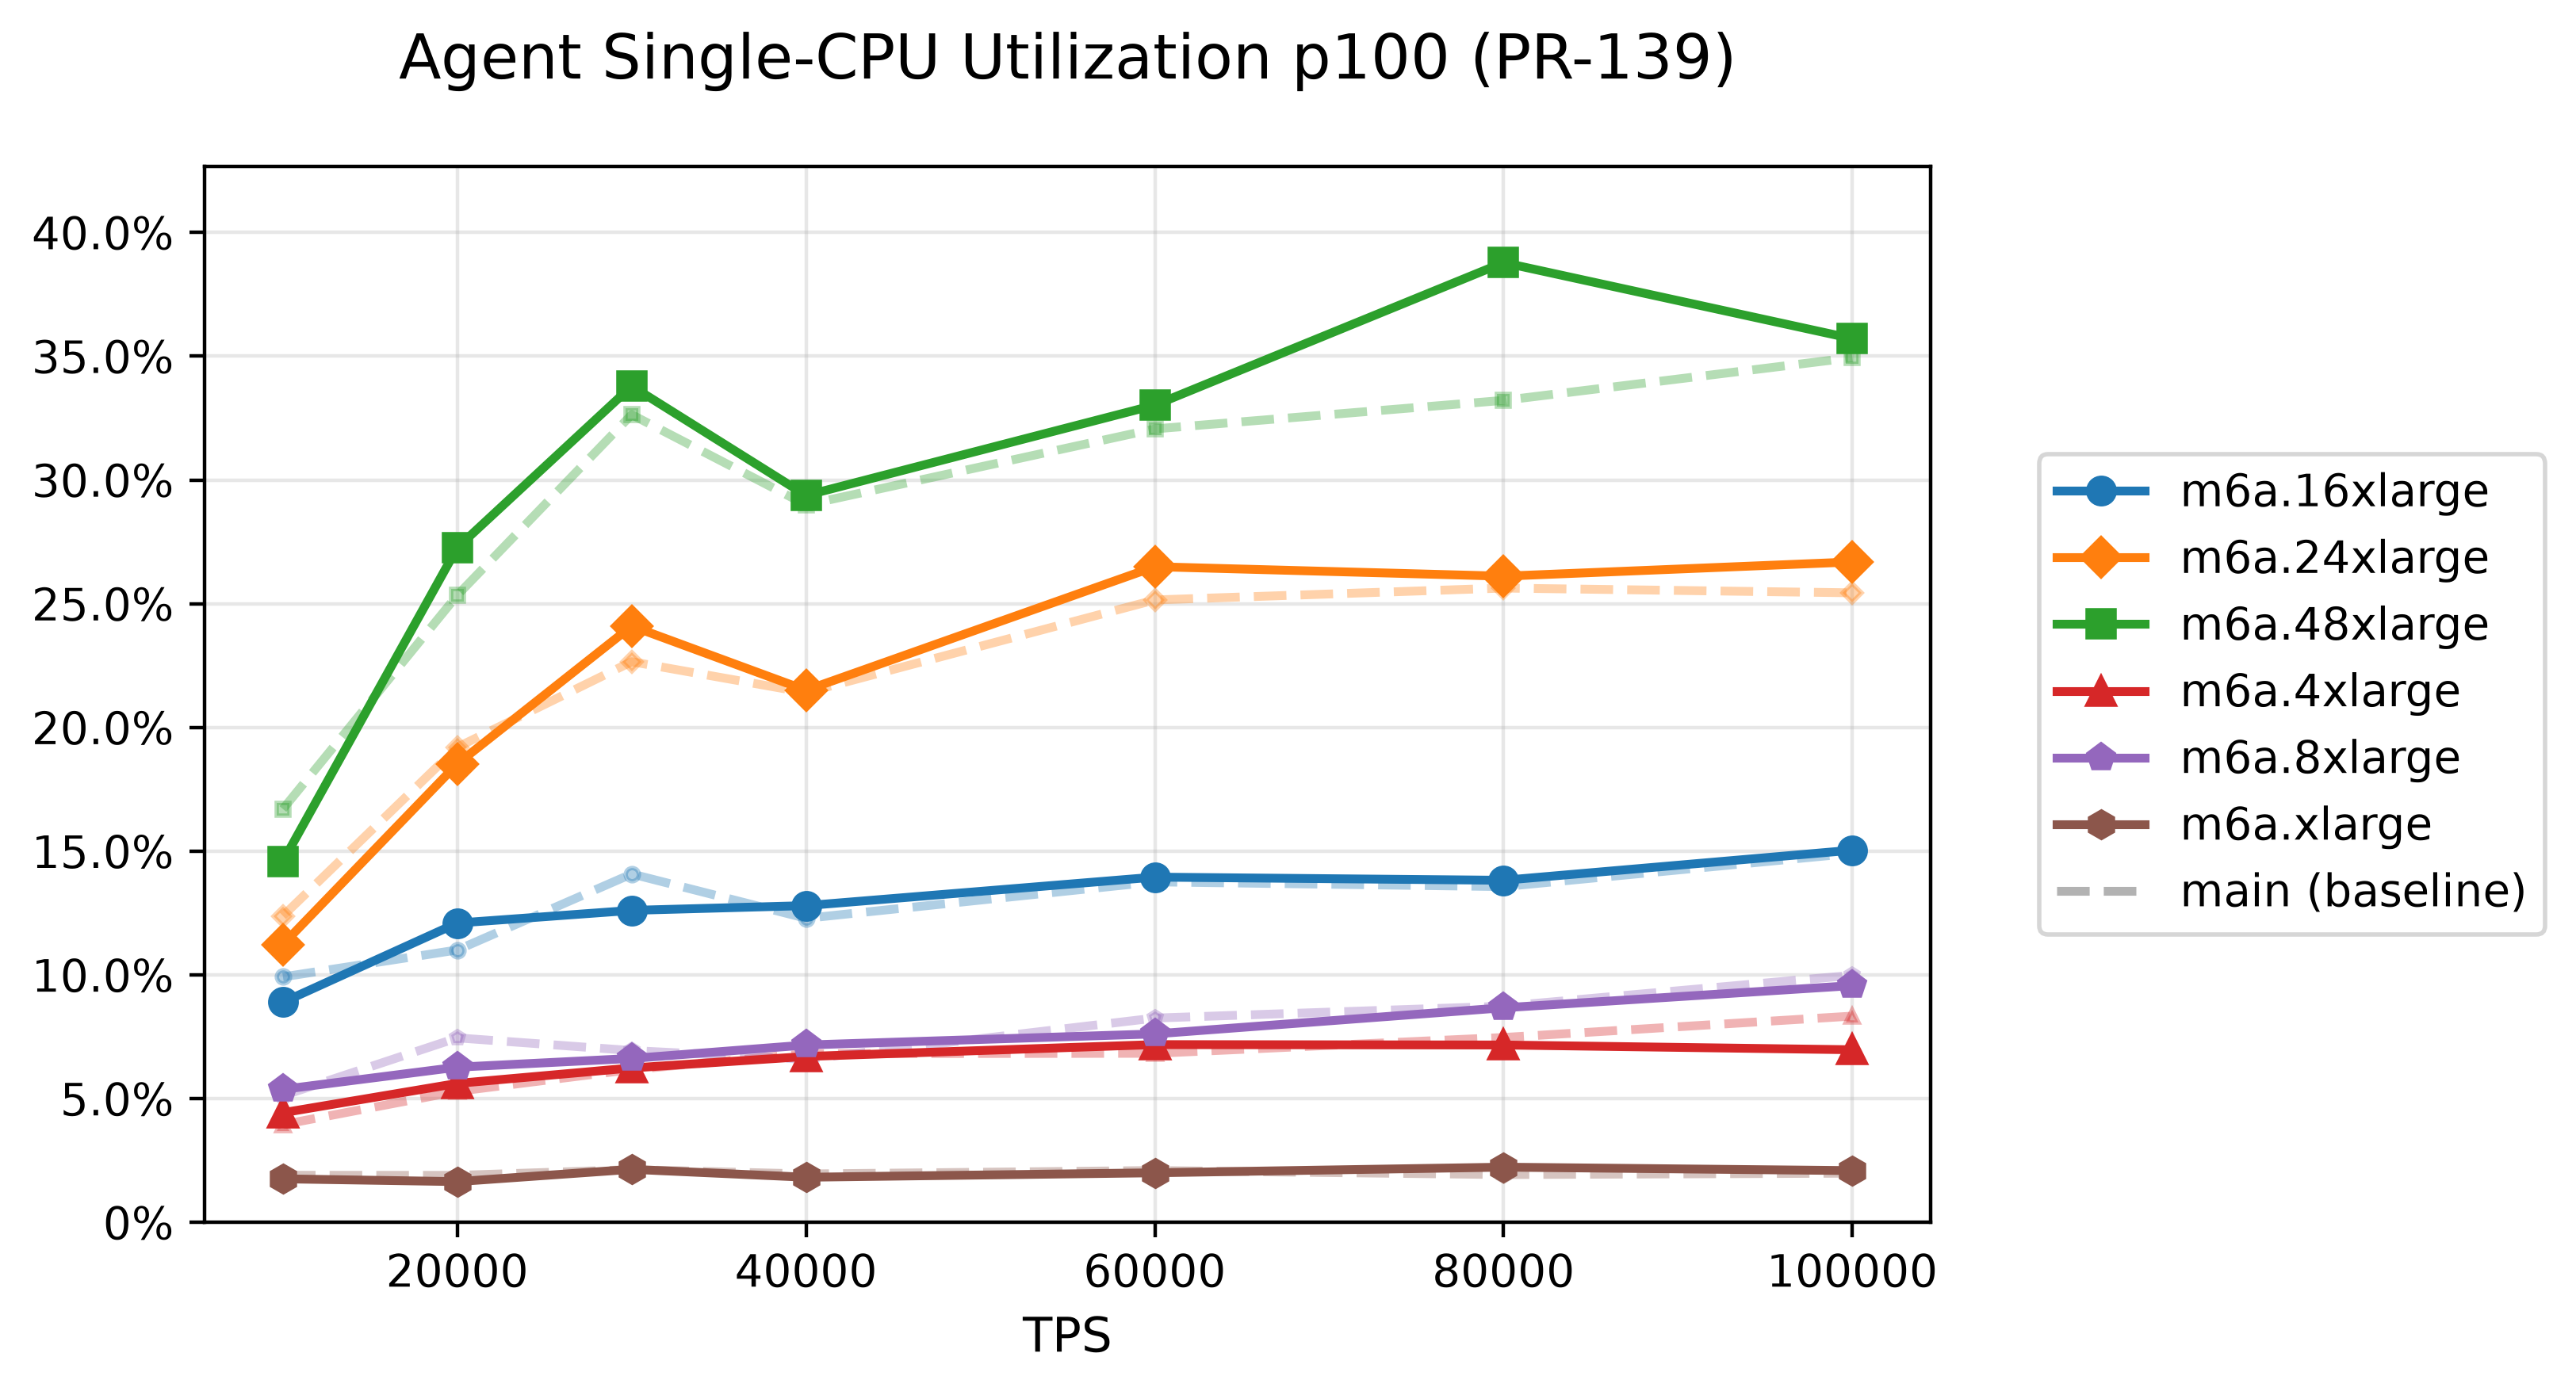 Agent Single-CPU Utilization p100 (PR-139)
40.0%
35.0%
30.0%
25.0%
20.0%
15.0%
10.0%
5.0%
0%
20000 40000 60000 80000 100000
TPS
m6a.16xlarge
m6a.24xlarge
m6a.48xlarge
m6a.4xlarge
m6a.8xlarge
m6a.xlarge
main (baseline)